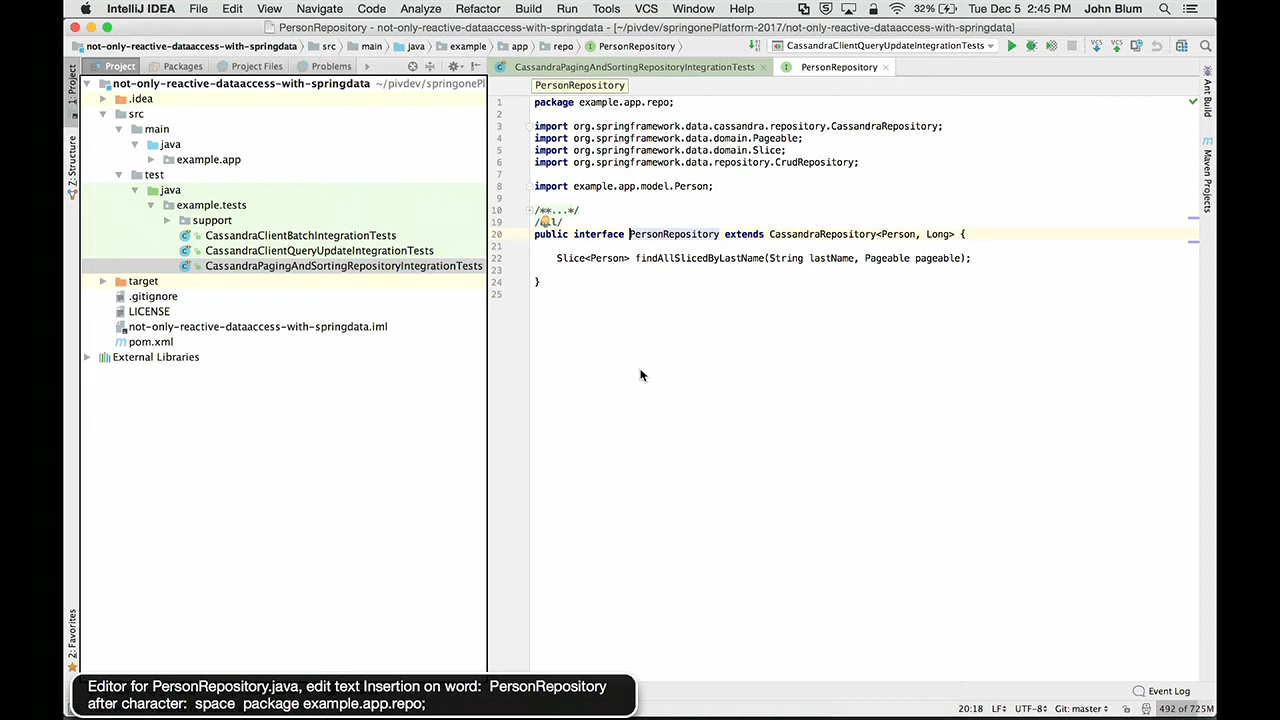 IntelliJ IDEA File Edit View Navigate Code Analyze Refactor Build Run Tools VCS Window Help 32% Tue Dec 5 2:45 PM John Blum
PersonRepository - not-only-reactive-dataaccess-with-springdata - [~/pivdev/springonePlatform-2017/not-only-reactive-dataaccess-with-springdata]
not-only-reactive-dataaccess-with-springdata src main java example app repo PersonRepository CassandraClientQueryUpdateIntegrationTests
Project Packages Project Files Problems
CassandraPagingAndSortingRepositoryIntegrationTests PersonRepository
1: Project
7: Structure
2: Favorites
not-only-reactive-dataaccess-with-springdata ~/pivdev/springonePl
.idea
src
main
java
example.app
test
java
example.tests
support
CassandraClientBatchIntegrationTests
CassandraClientQueryUpdateIntegrationTests
CassandraPagingAndSortingRepositoryIntegrationTests
target
.gitignore
LICENSE
not-only-reactive-dataaccess-with-springdata.iml
pom.xml
External Libraries
PersonRepository
1 package example.app.repo;
2
3 import org.springframework.data.cassandra.repository.CassandraRepository;
4 import org.springframework.data.domain.Pageable;
5 import org.springframework.data.domain.Slice;
6 import org.springframework.data.repository.CrudRepository;
7
8 import example.app.model.Person;
9
10 /**...*/
19
20 public interface PersonRepository extends CassandraRepository<Person, Long> {
21
22 Slice<Person> findAllSlicedByLastName(String lastName, Pageable pageable);
23
24 }
25
Ant Build
Maven Projects
Editor for PersonRepository.java, edit text Insertion on word: PersonRepository
after character: space package example.app.repo;
Event Log
20:18 LF UTF-8 Git: master 492 of 725M